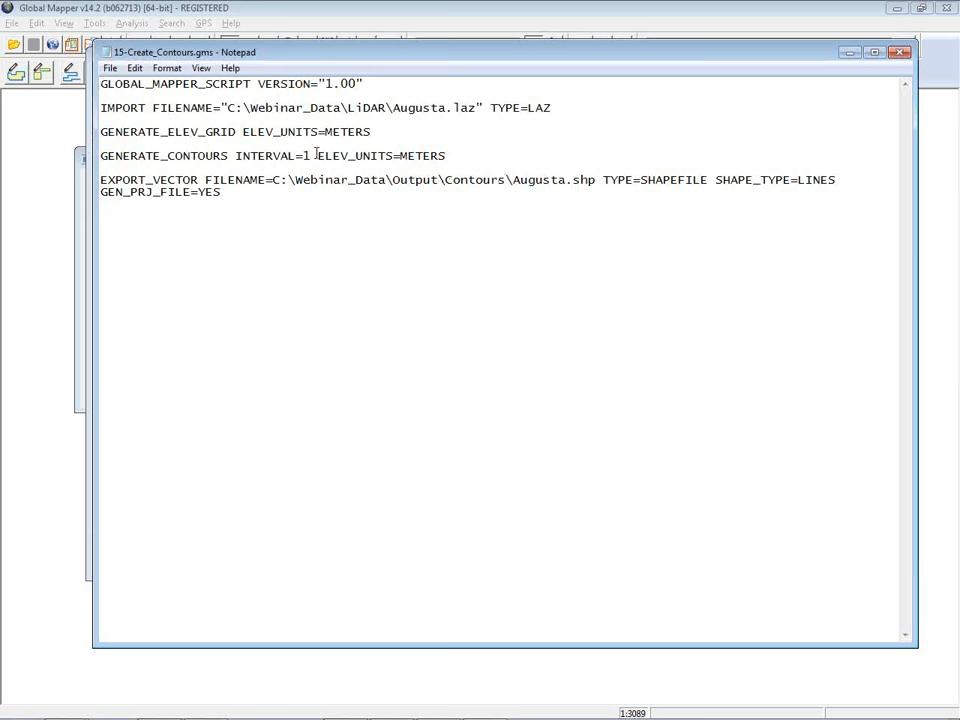 Global Mapper v14.2 (b062713) [64-bit] - REGISTERED
File Edit View Tools Analysis Search GPS Help
15-Create_Contours.gms - Notepad
File Edit Format View Help
GLOBAL_MAPPER_SCRIPT VERSION="1.00"
IMPORT FILENAME="C:\Webinar_Data\LiDAR\Augusta.laz" TYPE=LAZ
GENERATE_ELEV_GRID ELEV_UNITS=METERS
GENERATE_CONTOURS INTERVAL=1 ELEV_UNITS=METERS
EXPORT_VECTOR FILENAME=C:\Webinar_Data\Output\Contours\Augusta.shp TYPE=SHAPEFILE SHAPE_TYPE=LINES
GEN_PRJ_FILE=YES
1:3089